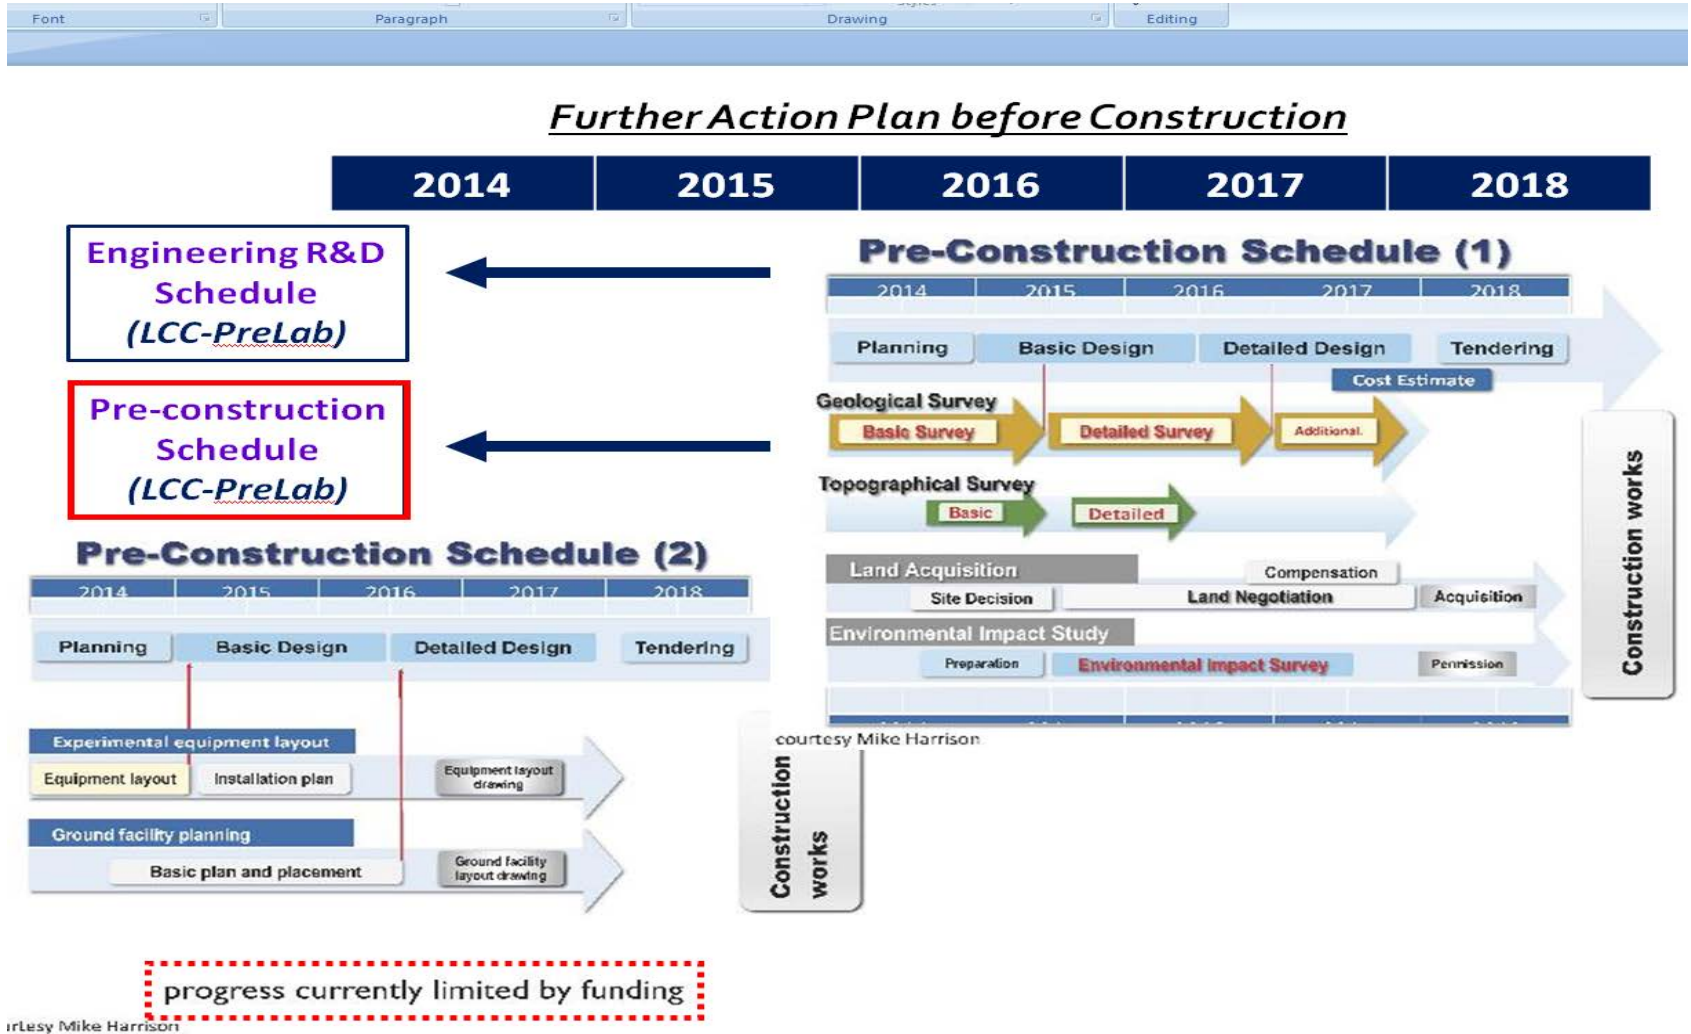 Font
Paragraph
Drawing
Editing
Further Action Plan before Construction
2014 2015 2016 2017 2018
Engineering R&D
Schedule
(LCC-PreLab)
Pre-construction
Schedule
(LCC-PreLab)
Pre-Construction Schedule (1)
2014 2015 2016 2017 2018
Planning Basic Design Detailed Design Tendering
Cost Estimate
Geological Survey
Basic Survey Detailed Survey Additional.
Topographical Survey
Basic Detailed
Land Acquisition
Compensation
Site Decision Land Negotiation Acquisition
Environmental Impact Study
Preparation Environmental Impact Survey Permission
Construction works
courtesy Mike Harrison
Pre-Construction Schedule (2)
2014 2015 2016 2017 2018
Planning Basic Design Detailed Design Tendering
Experimental equipment layout
Equipment layout Installation plan Equipment layout
drawing
Ground facility planning
Basic plan and placement Ground facility
layout drawing
Construction
works
progress currently limited by funding
Mike Harrison